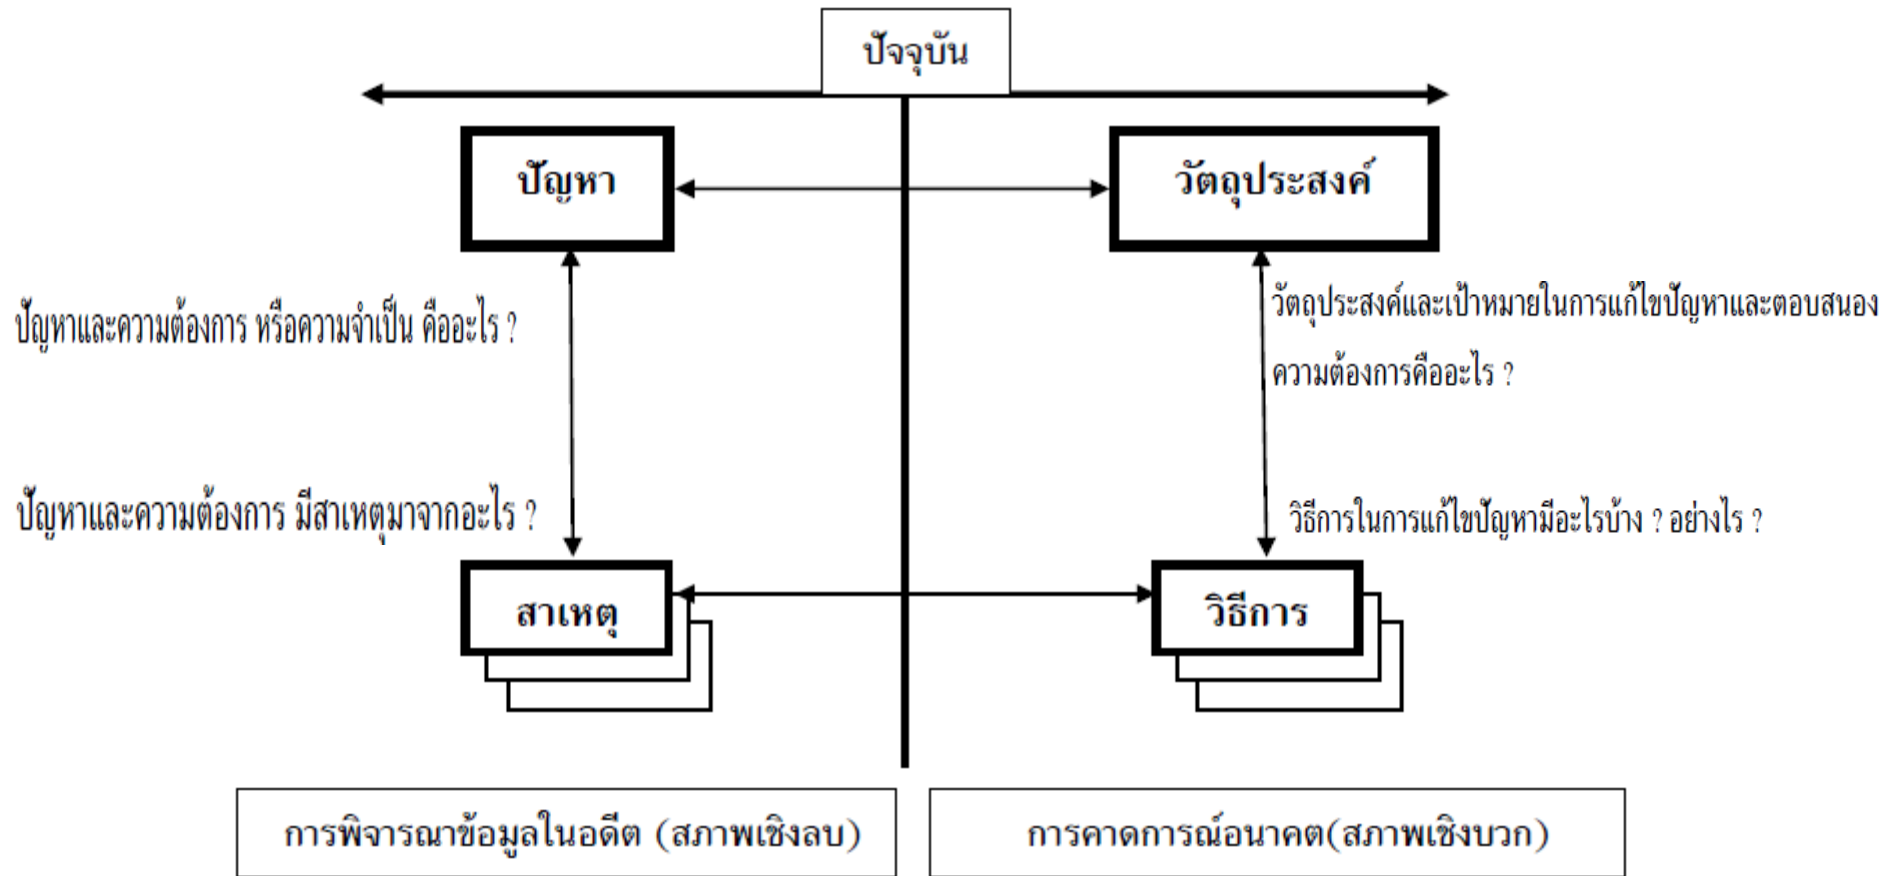 ปัจจุบัน
ปัญหา
วัตถุประสงค์
ปัญหาและความต้องการ หรือความจำเป็น คืออะไร ?
วัตถุประสงค์และเป้าหมายในการแก้ไขปัญหาและตอบสนอง
ความต้องการคืออะไร ?
ปัญหาและความต้องการ มีสาเหตุมาจากอะไร ?
วิธีการในการแก้ไขปัญหามีอะไรบ้าง ? อย่างไร ?
สาเหตุ
วิธีการ
การพิจารณาข้อมูลในอดีต (สภาพเชิงลบ)
การคาดการณ์อนาคต(สภาพเชิงบวก)